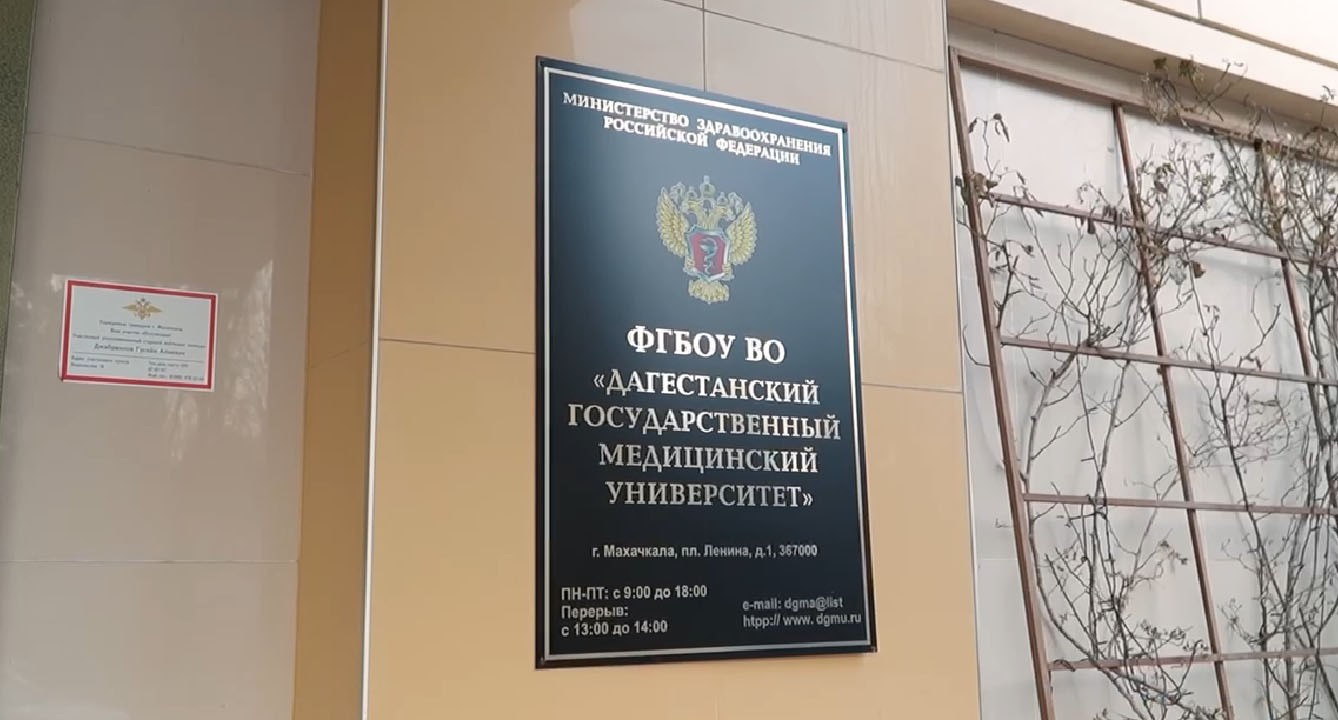 МИНИСТЕРСТВО ЗДРАВООХРАНЕНИЯ
РОССИЙСКОЙ ФЕДЕРАЦИИ
ФГБОУ ВО
«ДАГЕСТАНСКИЙ
ГОСУДАРСТВЕННЫЙ
МЕДИЦИНСКИЙ
УНИВЕРСИТЕТ»
г. Махачкала, пл. Ленина, д.1, 367000
ПН-ПТ: с 9:00 до 18:00
Перерыв:
с 13:00 до 14:00
e-mail: dgma@list
htpp:// www. dgmu.ru